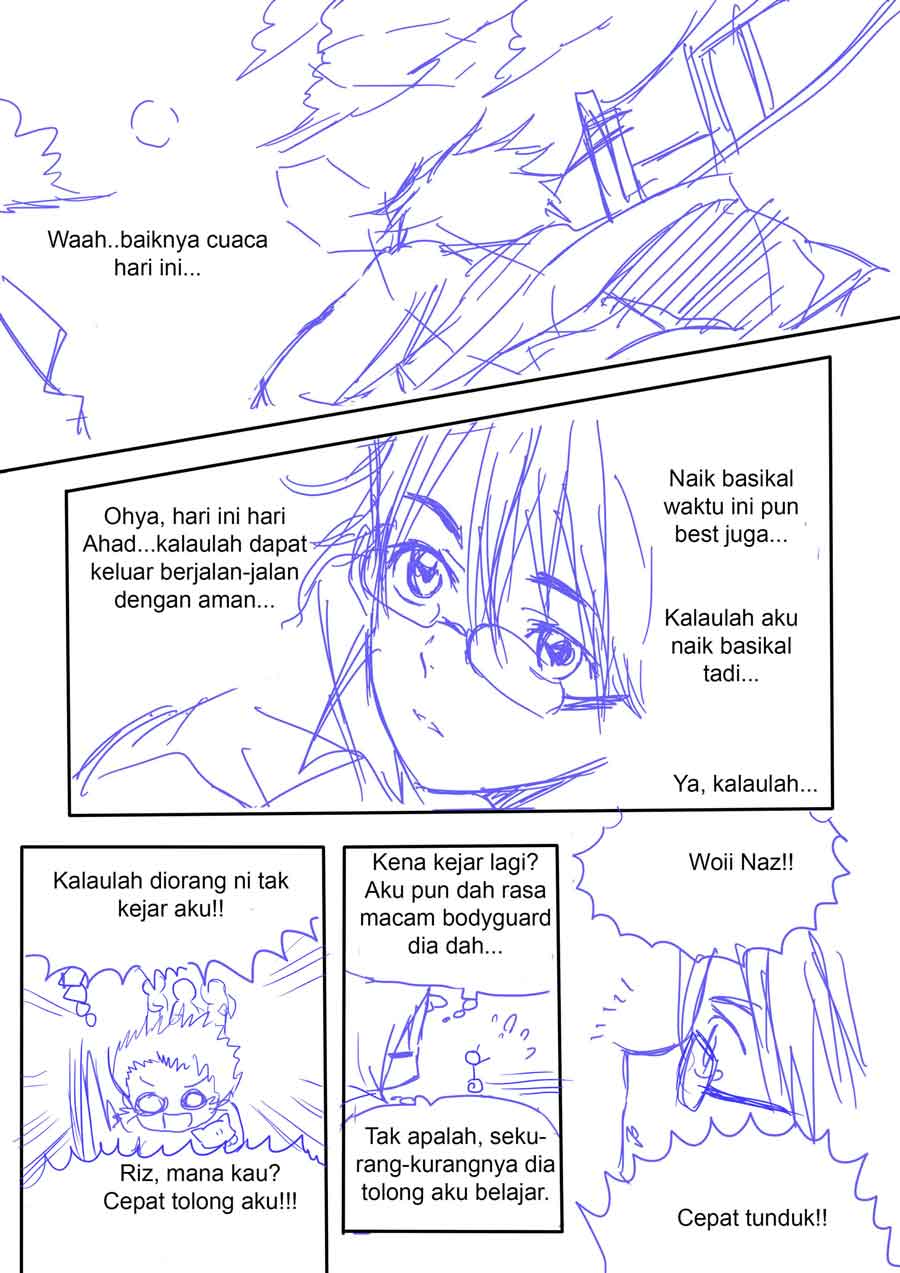 Waah..baiknya cuaca
hari ini...
Ohya, hari ini hari
Ahad...kalaulah dapat
keluar berjalan-jalan
dengan aman...
Naik basikal
waktu ini pun
best juga...
Kalaulah aku
naik basikal
tadi...
Ya, kalaulah...
Kalaulah diorang ni tak
kejar aku!!
Riz, mana kau?
Cepat tolong aku!!!
Kena kejar lagi?
Aku pun dah rasa
macam bodyguard
dia dah...
Tak apalah, seku-
rang-kurangnya dia
tolong aku belajar.
Woii Naz!!
Cepat tunduk!!